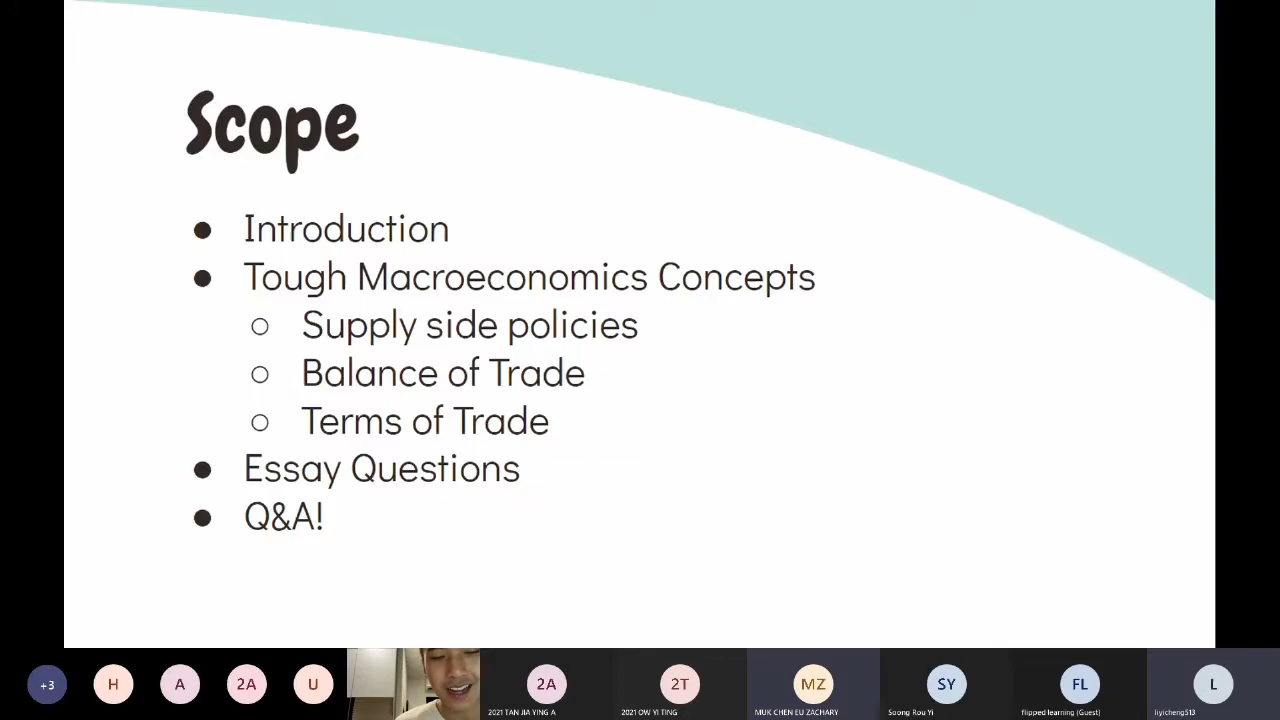 Scope
● Introduction
● Tough Macroeconomics Concepts
○ Supply side policies
○ Balance of Trade
○ Terms of Trade
● Essay Questions
● Q&A!
+3
H
A
2A
U
2A
2T
MZ
SY
FL
L
2021 TAN JIA YING A
2021 OW YI TING
MUK CHEN EU ZACHARY
Soong Rou Yi
flipped learning (Guest)
liyicheng513